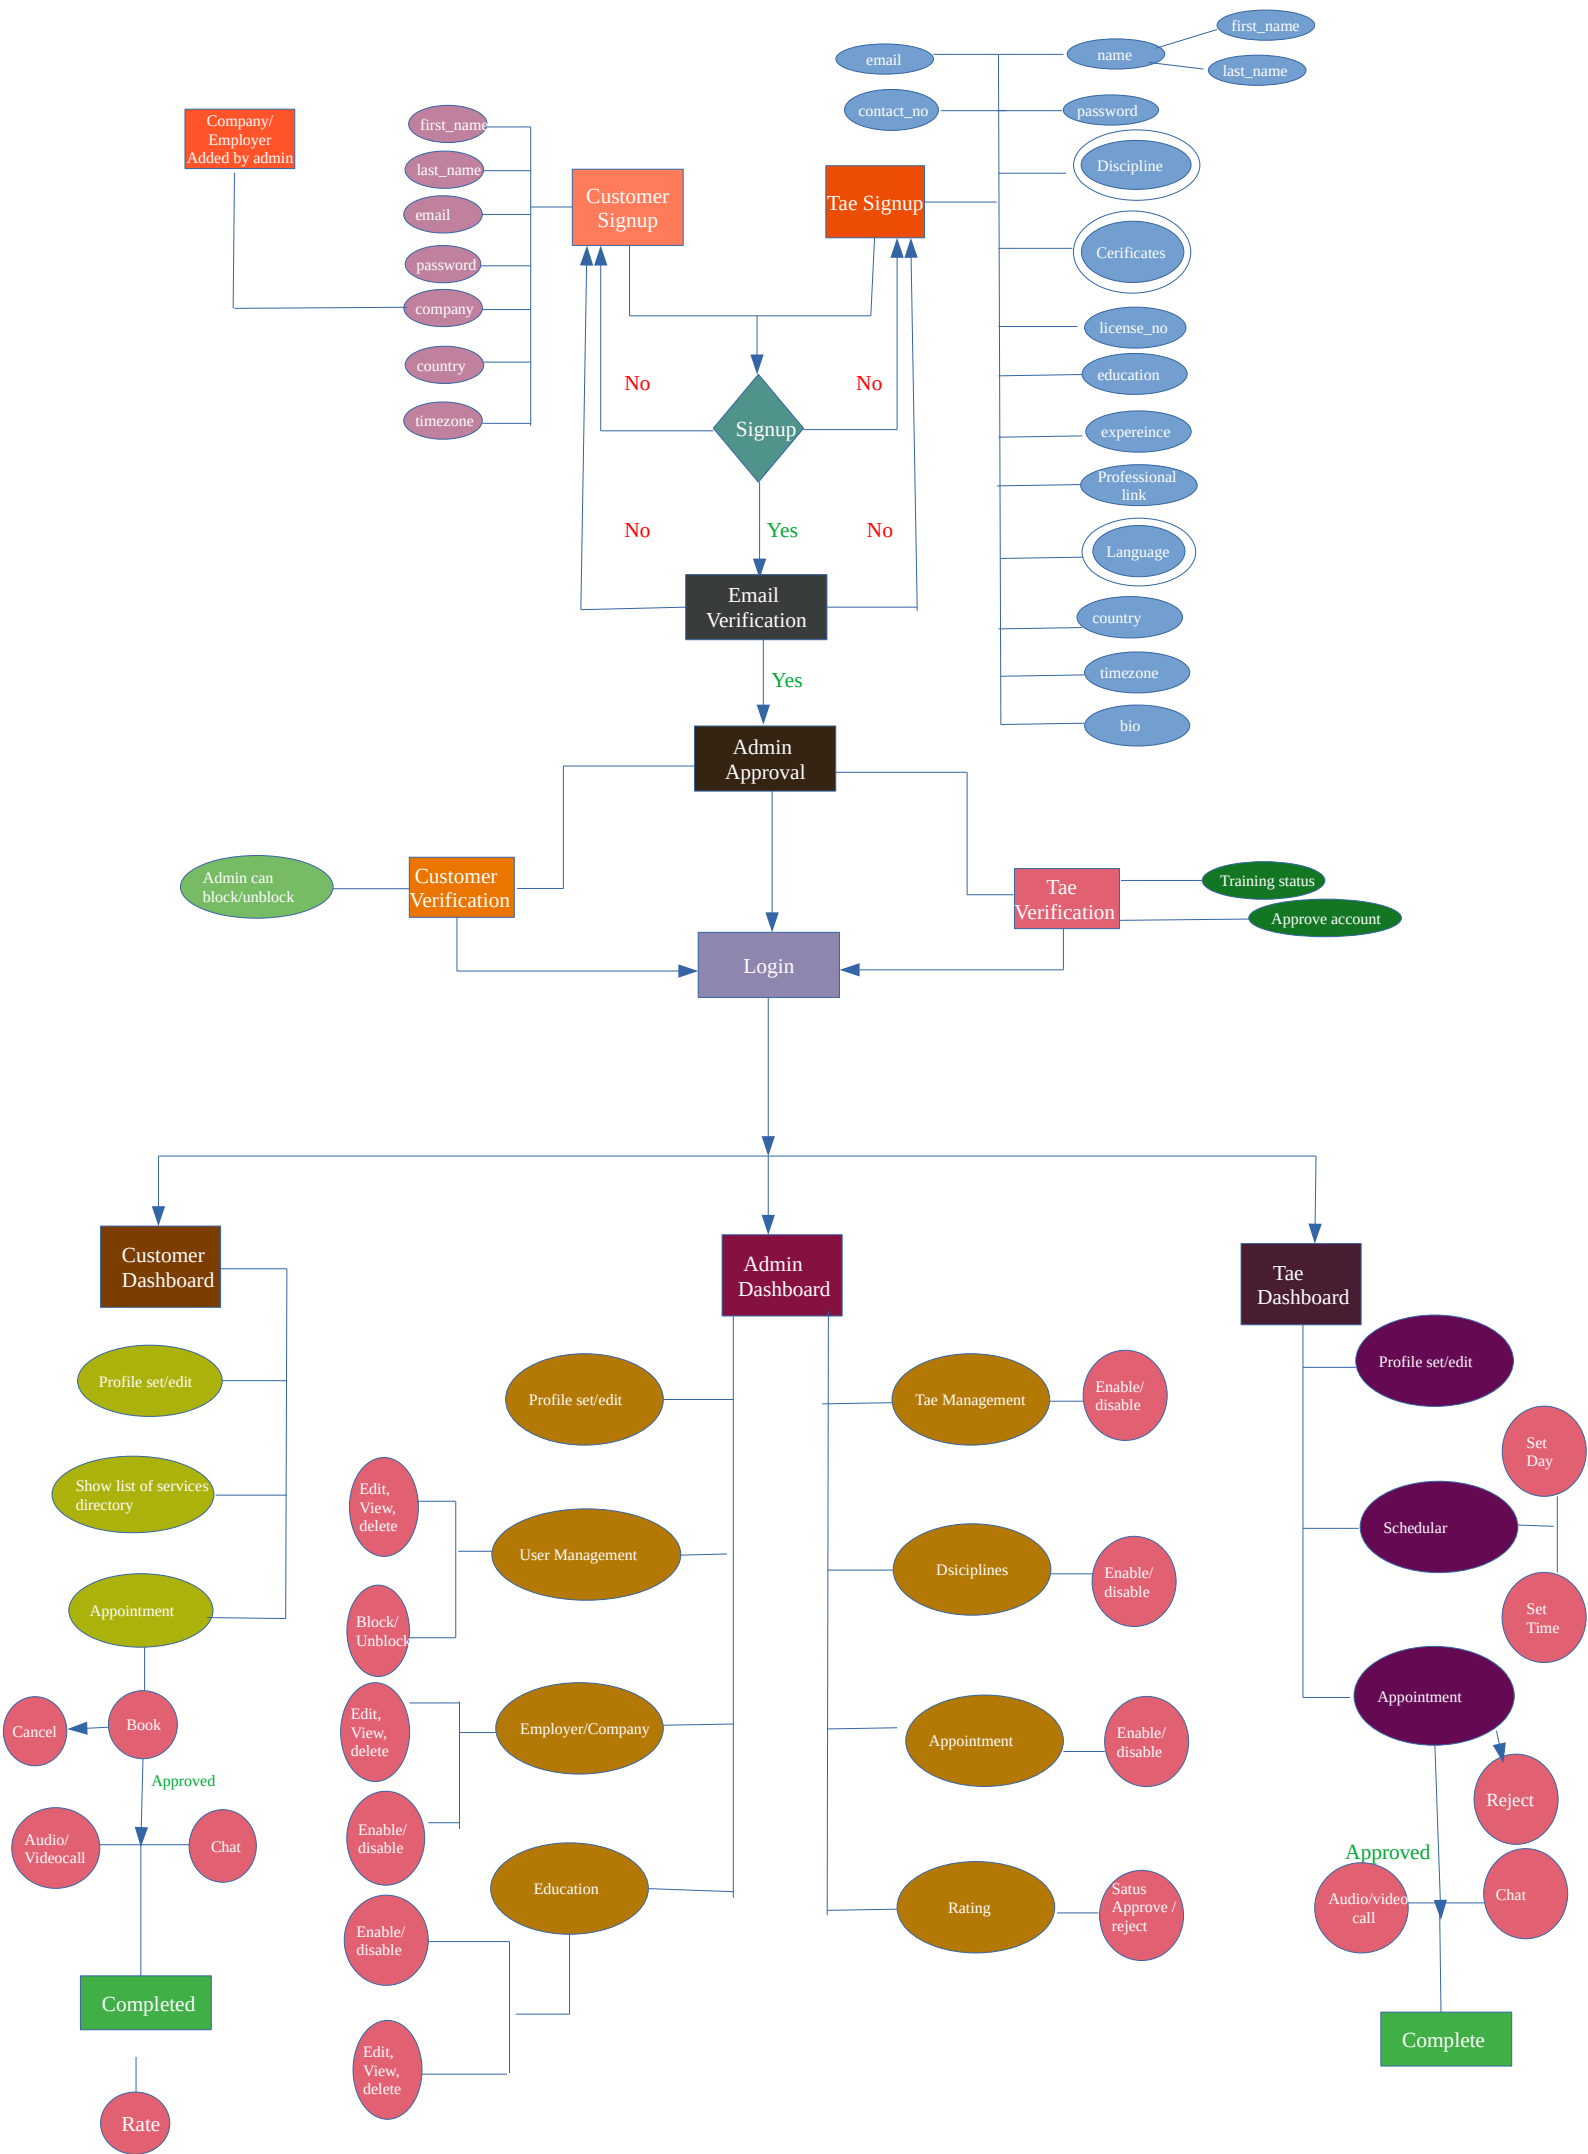 first_name
email
name
last_name
contact_no
password
Company/
Employer
Added by admin
first_name
last_name
email
password
company
country
timezone
Customer
Signup
Tae Signup
Discipline
Cerificates
license_no
education
expereince
Professional
link
Language
country
timezone
bio
No
No
Signup
No
Yes
No
Email
Verification
Yes
Admin
Approval
Admin can
block/unblock
Customer
Verification
Tae
Verification
Training status
Approve account
Login
Customer
Dashboard
Admin
Dashboard
Tae
Dashboard
Profile set/edit
Show list of services
directory
Appointment
Cancel
Book
Approved
Audio/
Videocall
Chat
Completed
Rate
Profile set/edit
Edit,
View,
delete
User Management
Block/
Unblock
Edit,
View,
delete
Employer/Company
Enable/
disable
Education
Enable/
disable
Edit,
View,
delete
Tae Management
Enable/
disable
Dsiciplines
Enable/
disable
Appointment
Enable/
disable
Rating
Satus
Approve /
reject
Profile set/edit
Set
Day
Schedular
Set
Time
Appointment
Reject
Approved
Audio/video
call
Chat
Complete